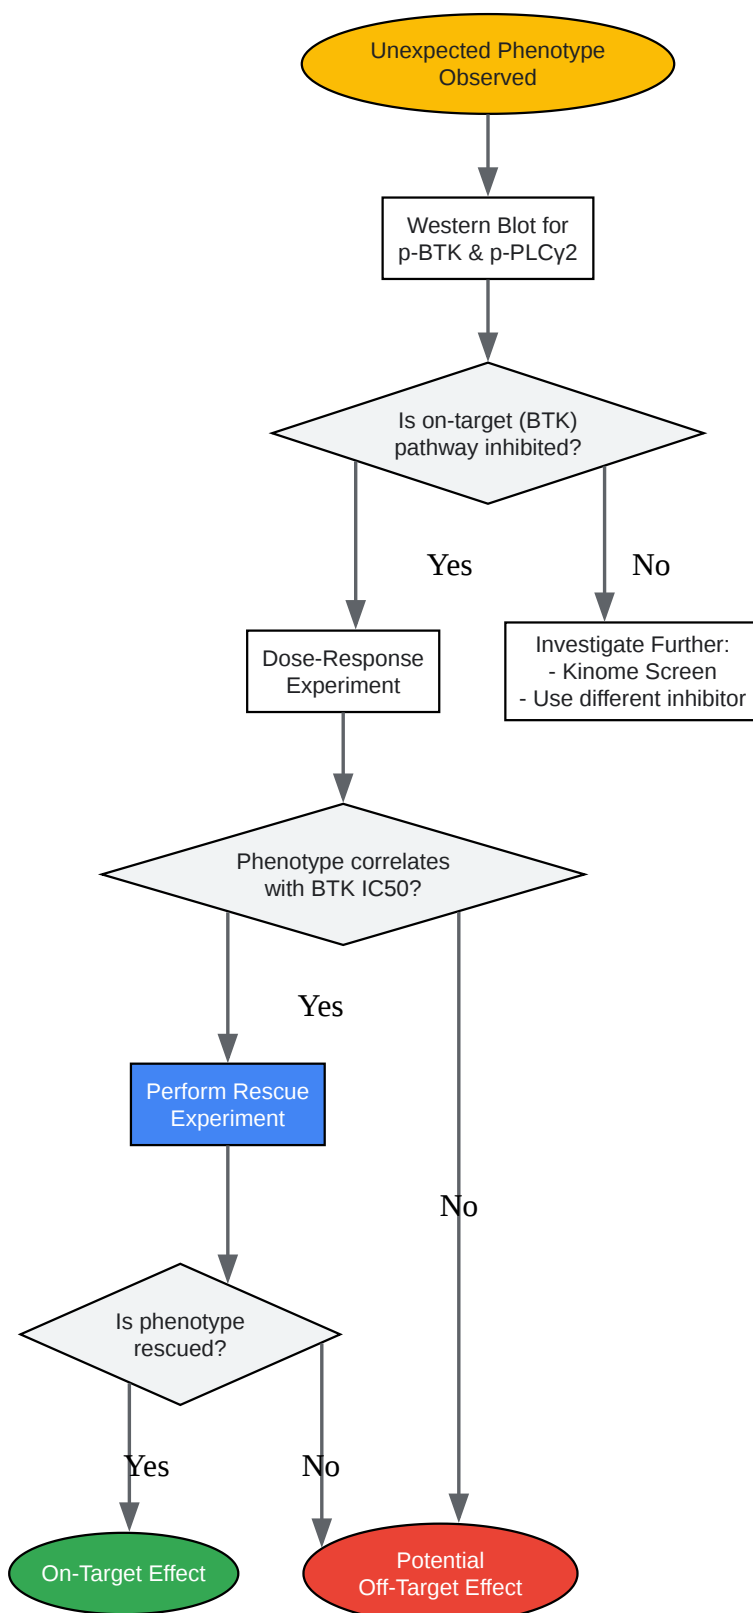 Unexpected Phenotype
Observed
Western Blot for
p-BTK & p-PLCγ2
Is on-target (BTK)
pathway inhibited?
Yes
No
Dose-Response
Experiment
Investigate Further:
- Kinome Screen
- Use different inhibitor
Phenotype correlates
with BTK IC50?
Yes
Perform Rescue
Experiment
No
Is phenotype
rescued?
Yes
No
On-Target Effect
Potential
Off-Target Effect